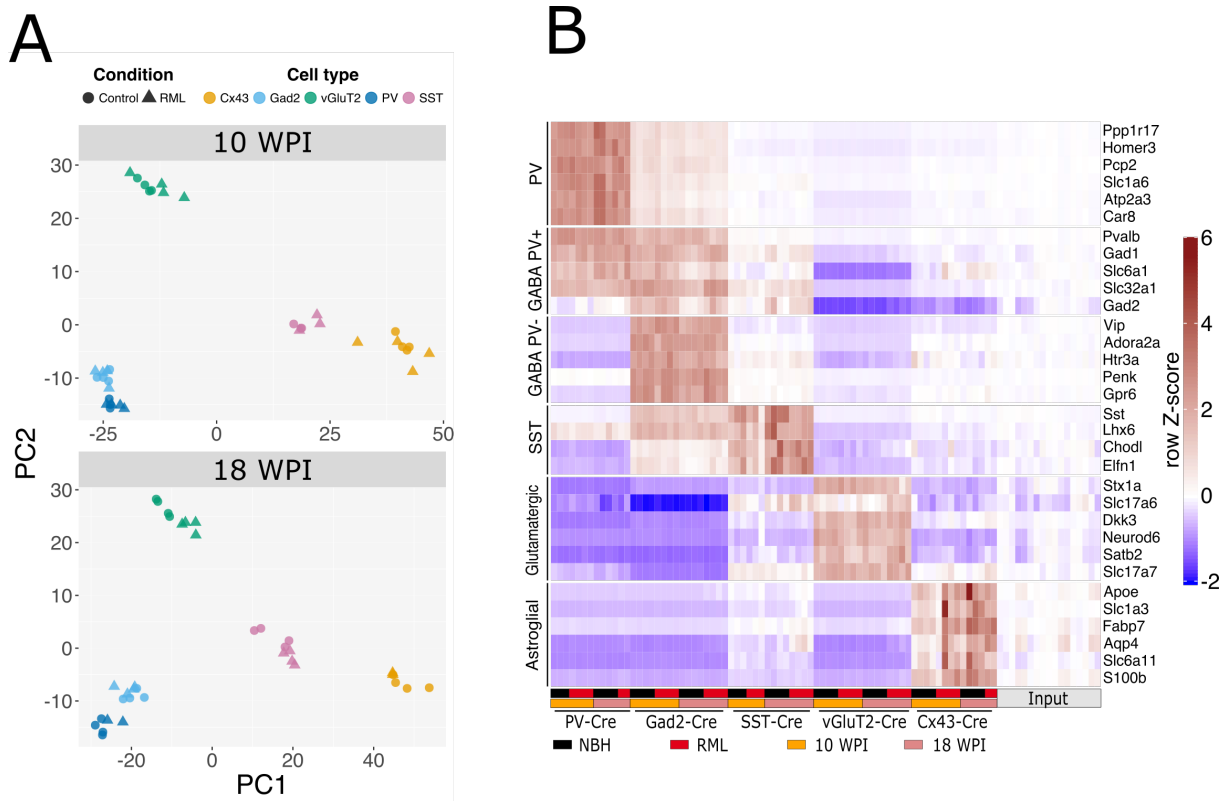 A
Condition
Cell type
Control RML
Cx43 Gad2 vGluT2 PV SST
10 WPI
30
20
10
0
-10
-25 0 25 50
18 WPI
30
20
10
0
-10
-20 0 20 40
PC2
PC1
B
PV
Ppp1r17
Homer3
Pcp2
Slc1a6
Atp2a3
Car8
GABA PV+
Pvalb
Gad1
Slc6a1
Slc32a1
Gad2
GABA PV-
Vip
Adora2a
Htr3a
Penk
Gpr6
SST
Sst
Lhx6
Chodl
Elfn1
Glutamatergic
Stx1a
Slc17a6
Dkk3
Neurod6
Satb2
Slc17a7
Astroglial
Apoe
Slc1a3
Fabp7
Aqp4
Slc6a11
S100b
Input
PV-Cre Gad2-Cre SST-Cre vGluT2-Cre Cx43-Cre
NBH RML 10 WPI 18 WPI
row Z-score
6
4
2
0
-2